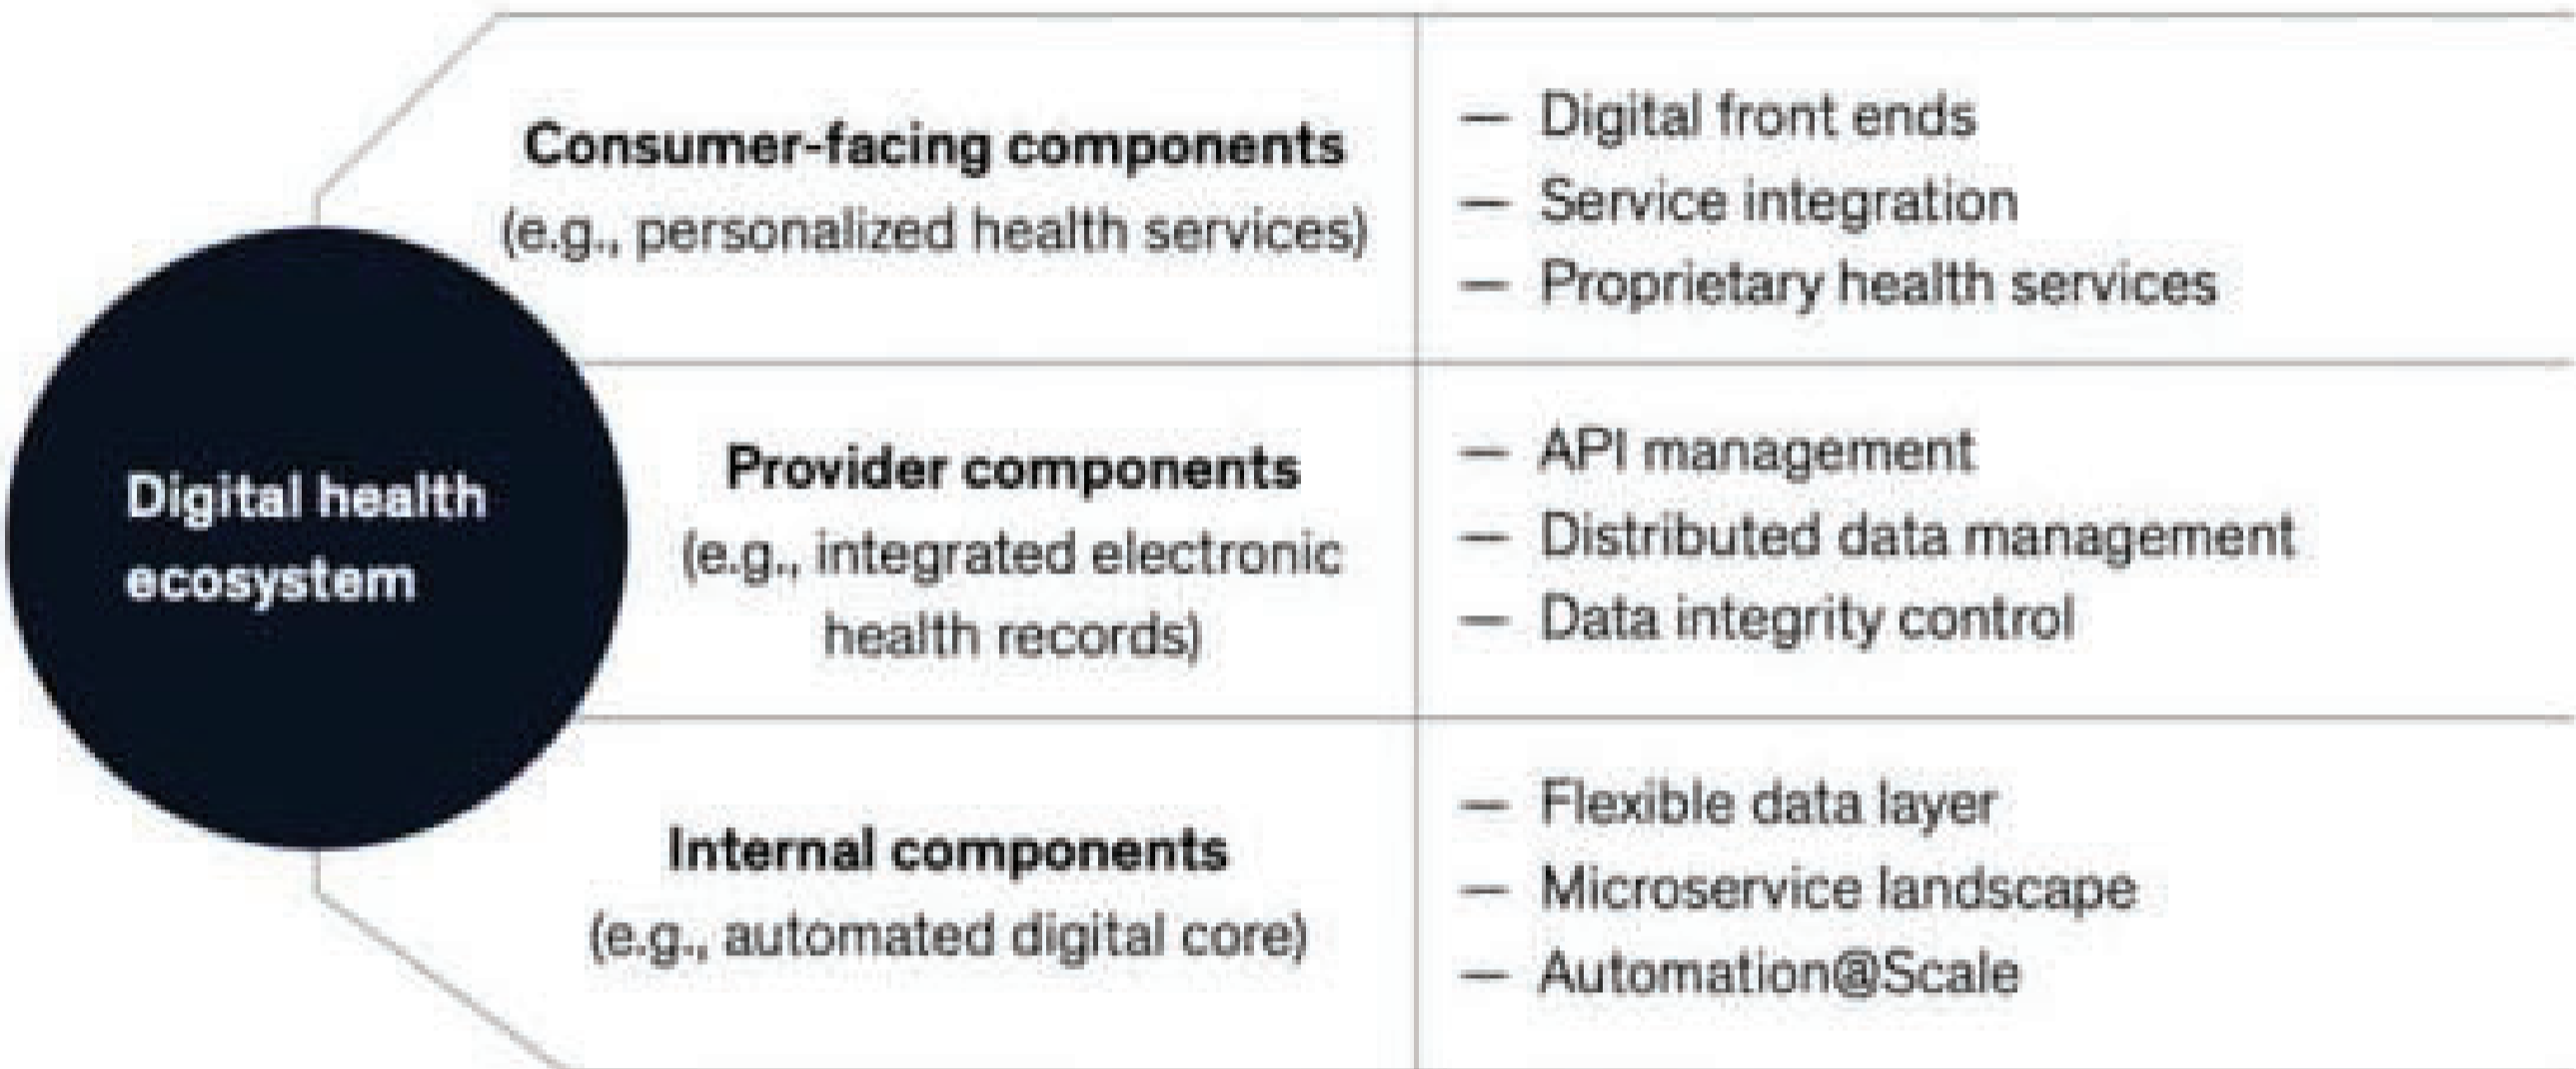 Digital health
ecosystem
Consumer-facing components
(e.g., personalized health services)
— Digital front ends
— Service integration
— Proprietary health services
Provider components
(e.g., integrated electronic
health records)
— API management
— Distributed data management
— Data integrity control
Internal components
(e.g., automated digital core)
— Flexible data layer
— Microservice landscape
— Automation@Scale